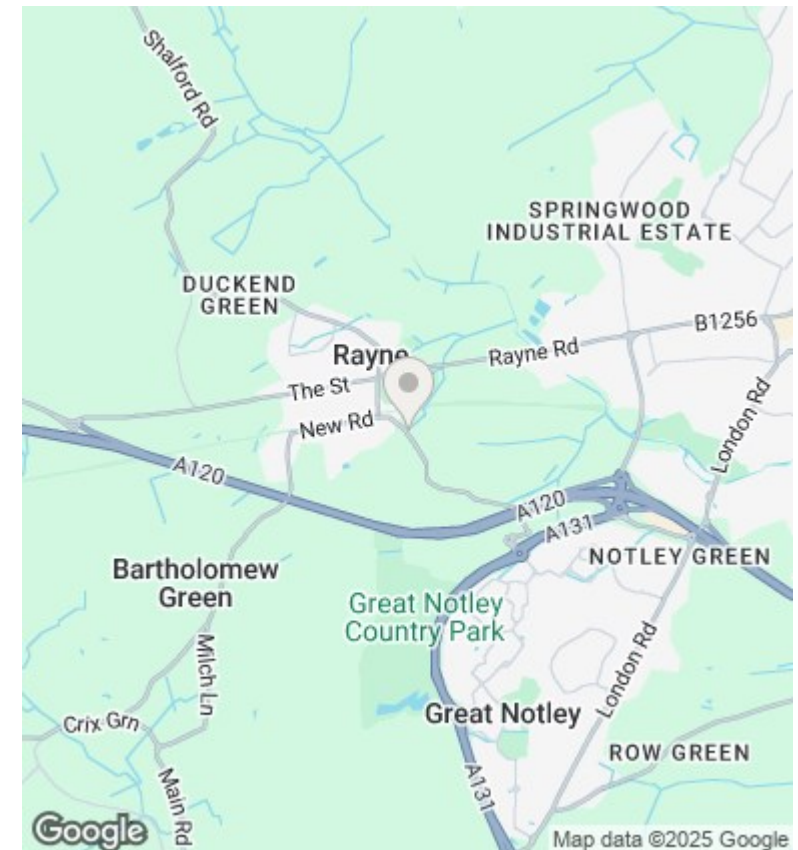 Shalford Rd
SPRINGWOOD
INDUSTRIAL ESTATE
DUCKEND
GREEN
B1256
Rayne
Rayne Rd
The St
New Rd
London Rd
A120
A120
A131
NOTLEY GREEN
Bartholomew
Green
Great Notley
Country Park
Milch Ln
London Rd
Great Notley
Crix Grn
ROW GREEN
Main Rd
A131
Google
Map data ©2025 Google